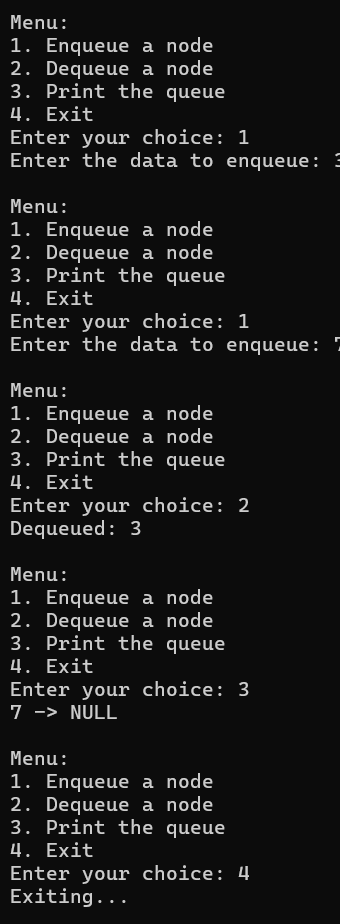 Menu:
1. Enqueue a node
2. Dequeue a node
3. Print the queue
4. Exit
Enter your choice: 1
Enter the data to enqueue: 3

Menu:
1. Enqueue a node
2. Dequeue a node
3. Print the queue
4. Exit
Enter your choice: 1
Enter the data to enqueue: 7

Menu:
1. Enqueue a node
2. Dequeue a node
3. Print the queue
4. Exit
Enter your choice: 2
Dequeued: 3

Menu:
1. Enqueue a node
2. Dequeue a node
3. Print the queue
4. Exit
Enter your choice: 3
7 -> NULL

Menu:
1. Enqueue a node
2. Dequeue a node
3. Print the queue
4. Exit
Enter your choice: 4
Exiting...